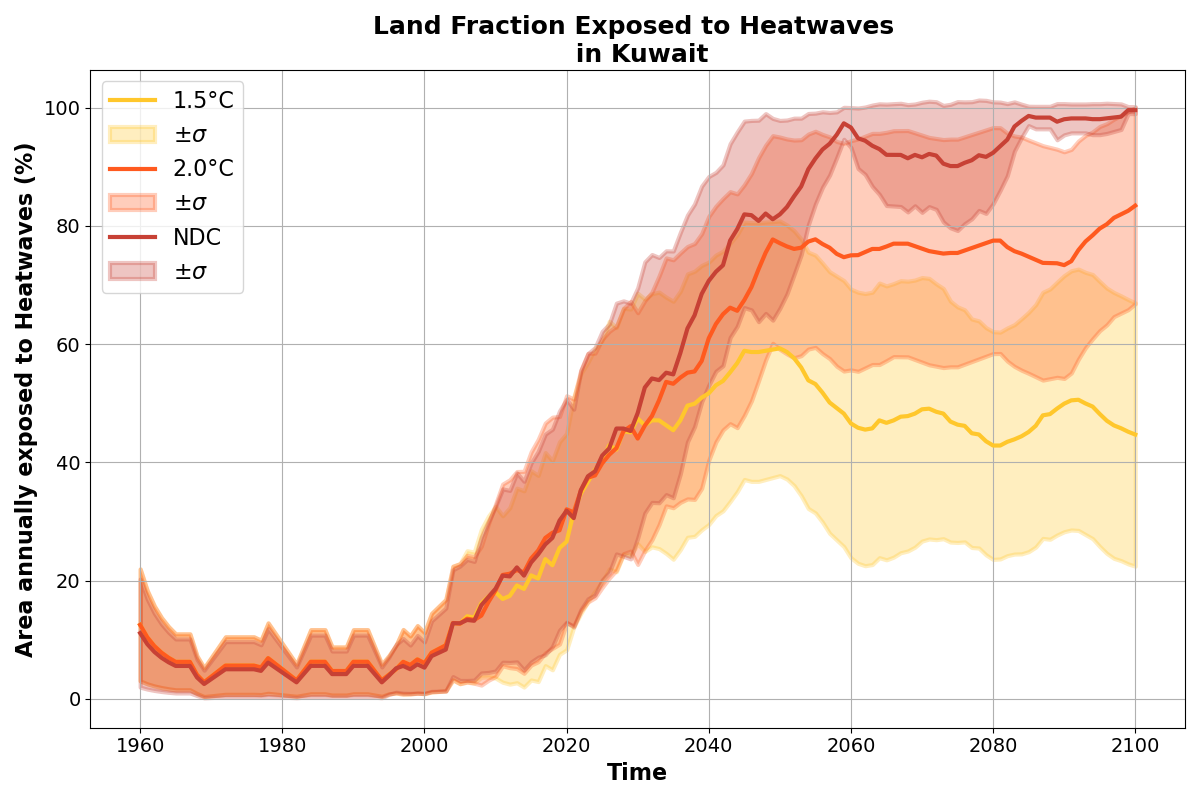 Land Fraction Exposed to Heatwaves
in Kuwait
Area annually exposed to Heatwaves (%)
100
80
60
40
20
0
1.5°C
±σ
2.0°C
±σ
NDC
±σ
1960
1980
2000
2020
2040
2060
2080
2100
Time